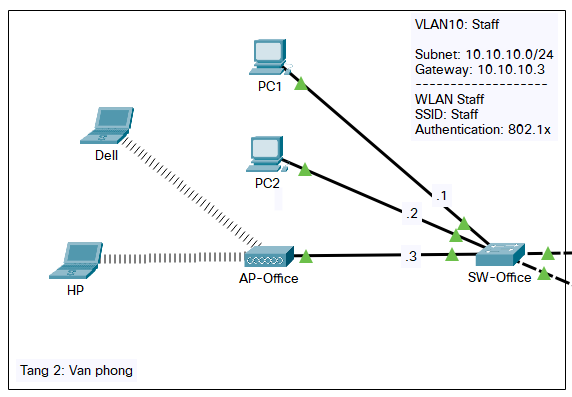 VLAN10: Staff
Subnet: 10.10.10.0/24
Gateway: 10.10.10.3
--------------------
WLAN Staff
SSID: Staff
Authentication: 802.1x
PC1
Dell
PC2
.1
.2
.3
HP
AP-Office
SW-Office
Tang 2: Van phong